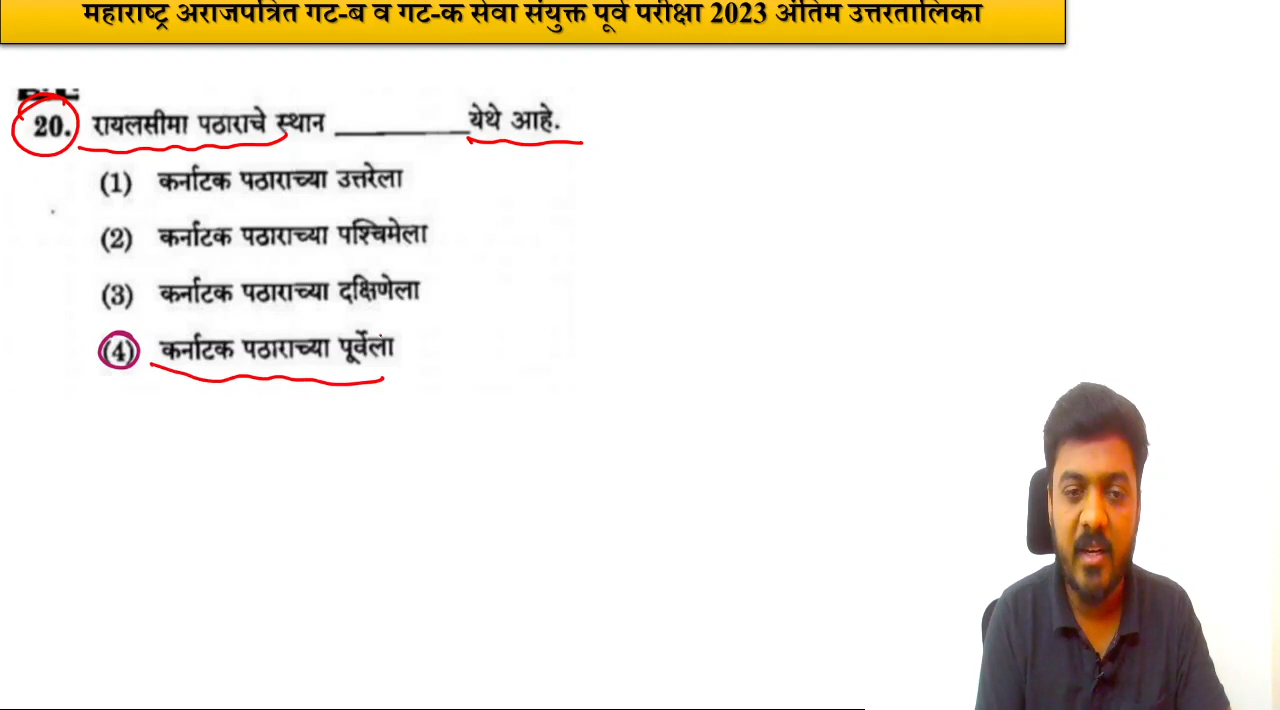 महाराष्ट्र अराजपत्रित गट-ब व गट-क सेवा संयुक्त पूर्व परीक्षा 2023 अंतिम उत्तरतालिका
20. रायलसीमा पठाराचे स्थान __________ येथे आहे.
(1) कर्नाटक पठाराच्या उत्तरेला
(2) कर्नाटक पठाराच्या पश्चिमेला
(3) कर्नाटक पठाराच्या दक्षिणेला
(4) कर्नाटक पठाराच्या पूर्वेला